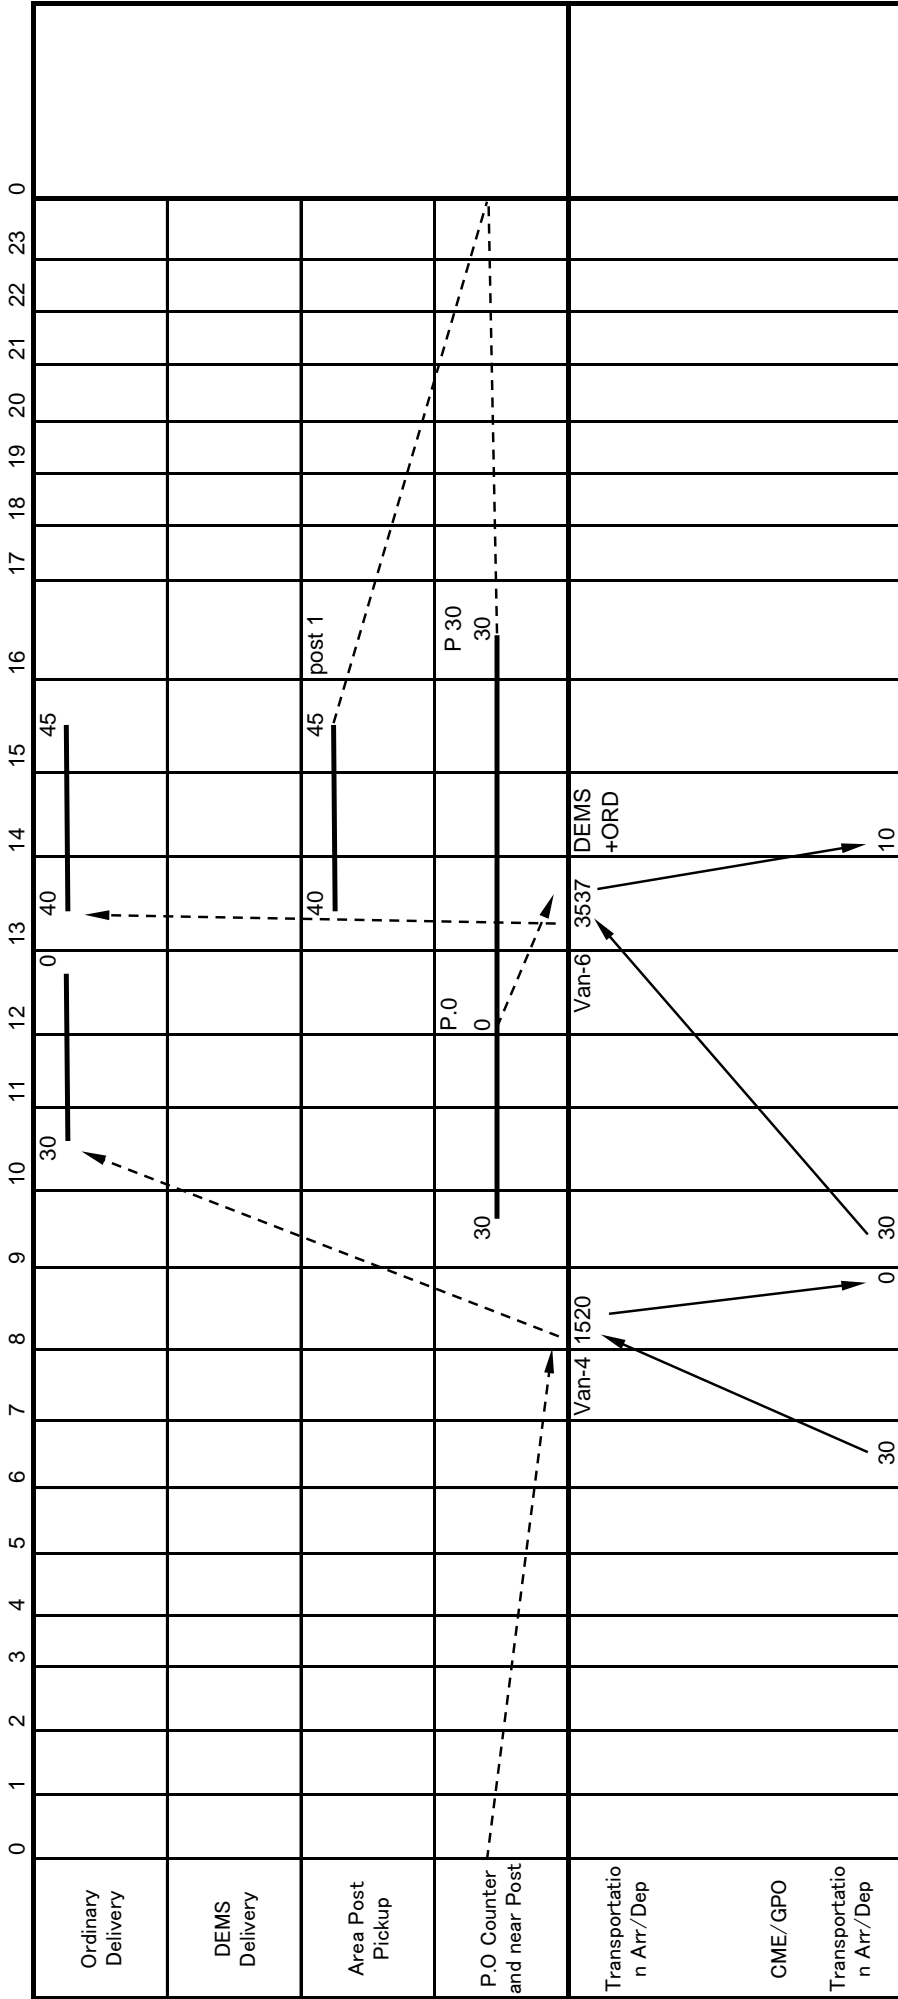 0 1 2 3 4 5 6 7 8 9 10 11 12 13 14 15 16 17 18 19 20 21 22 23 0
Ordinary
Delivery
30 0 40 45
DEMS
Delivery
Area Post
Pickup
40 45 post 1
P.O Counter
and near Post
P.0 P 30
30 0 30
Transportatio
n Arr/Dep
Van-4 1520 Van-6 3537 DEMS
+ORD
CME/GPO
Transportatio
n Arr/Dep
30 0 30 10